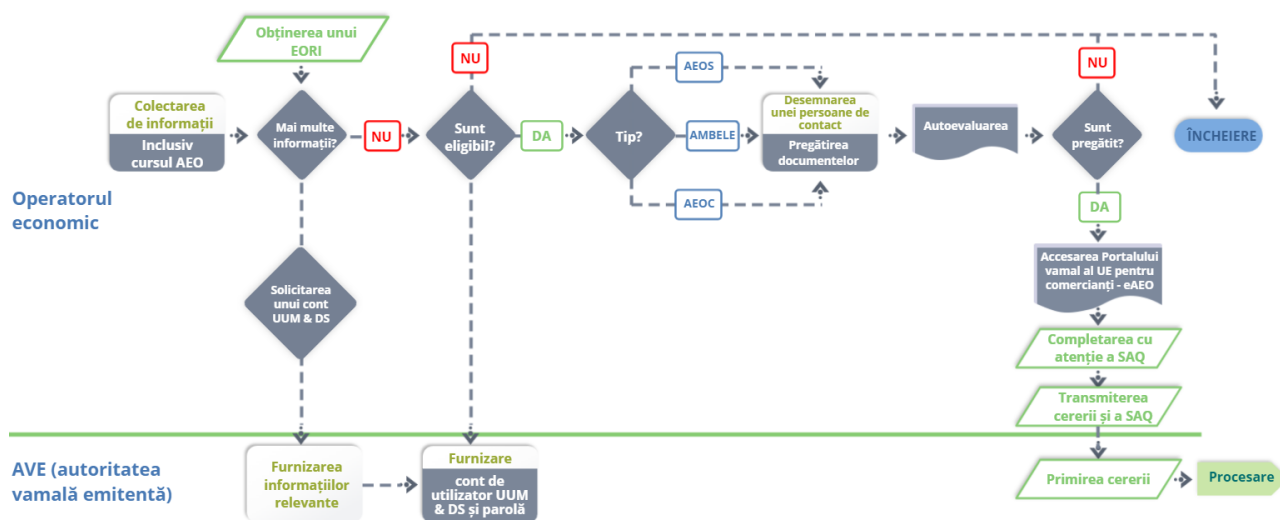 Obținerea unui
EORI
NU
AEOS
NU
Colectarea
de informații
Inclusiv
cursul AEO
Mai multe
informații?
NU
Sunt
eligibil?
DA
Tip?
AMBELE
Desemnarea
unei persoane de
contact
Pregătirea
documentelor
Autoevaluarea
Sunt
pregătit?
ÎNCHEIERE
Operatorul
economic
AEOC
DA
Accesarea Portalului
vamal al UE pentru
comercianți - eAEO
Solicitarea
unui cont
UUM & DS
Completarea cu
atenție a SAQ
Transmiterea
cererii și a SAQ
AVE (autoritatea
vamală emitentă)
Furnizarea
informațiilor
relevante
Furnizare
cont de
utilizator UUM
& DS și parolă
Primirea cererii
Procesare